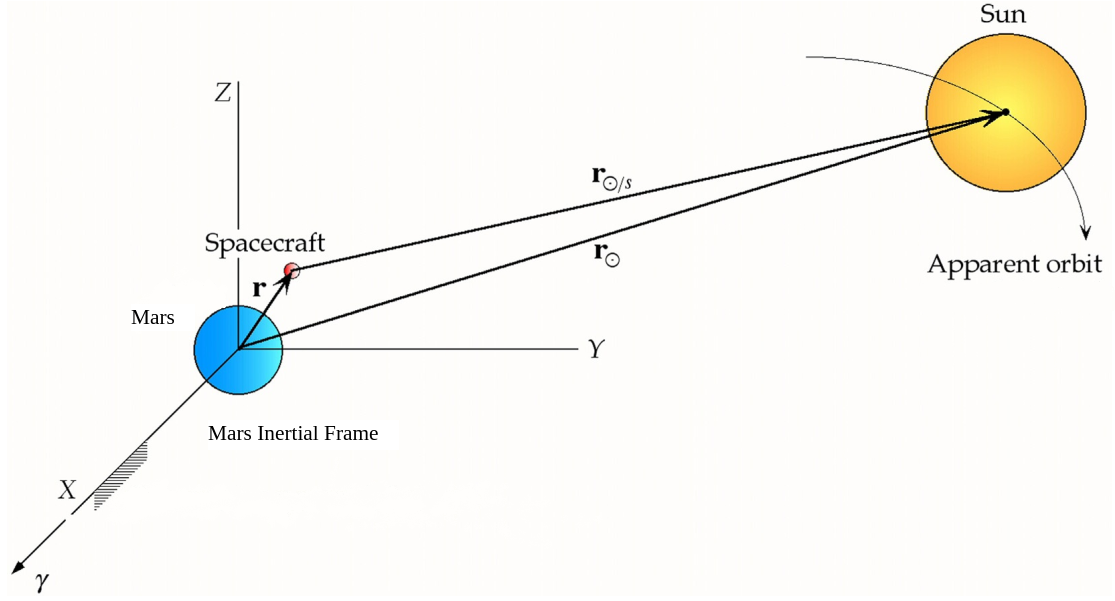 Sun
Z
r⊙/s
Spacecraft
r⊙
Apparent orbit
r
Mars
Y
Mars Inertial Frame
X
γ